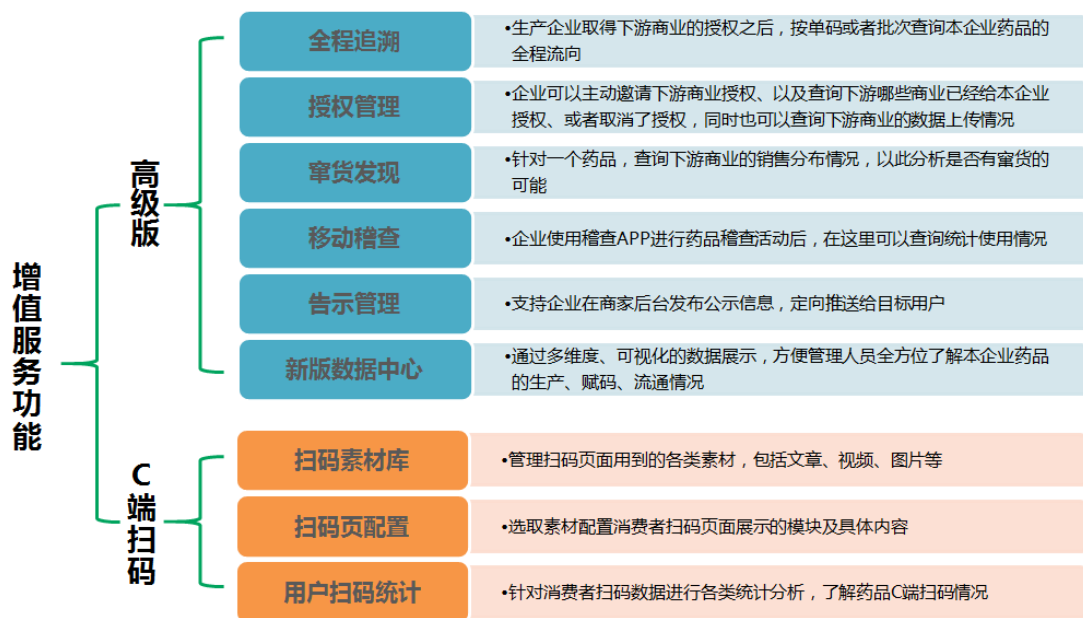 增值服务功能
高级版
全程追溯
•生产企业取得下游商业的授权之后，按单码或者批次查询本企业药品的
全程流向
授权管理
•企业可以主动邀请下游商业授权、以及查询下游哪些商业已经给本企业
授权、或者取消了授权，同时也可以查询下游商业的数据上传情况
窜货发现
•针对一个药品，查询下游商业的销售分布情况，以此分析是否有窜货的
可能
移动稽查
•企业使用稽查APP进行药品稽查活动后，在这里可以查询统计使用情况
告示管理
•支持企业在商家后台发布公示信息，定向推送给目标用户
新版数据中心
•通过多维度、可视化的数据展示，方便管理人员全方位了解本企业药品
的生产、赋码、流通情况
C端扫码
扫码素材库
•管理扫码页面用到的各类素材，包括文章、视频、图片等
扫码页配置
•选取素材配置消费者扫码页面展示的模块及具体内容
用户扫码统计
•针对消费者扫码数据进行各类统计分析，了解药品C端扫码情况